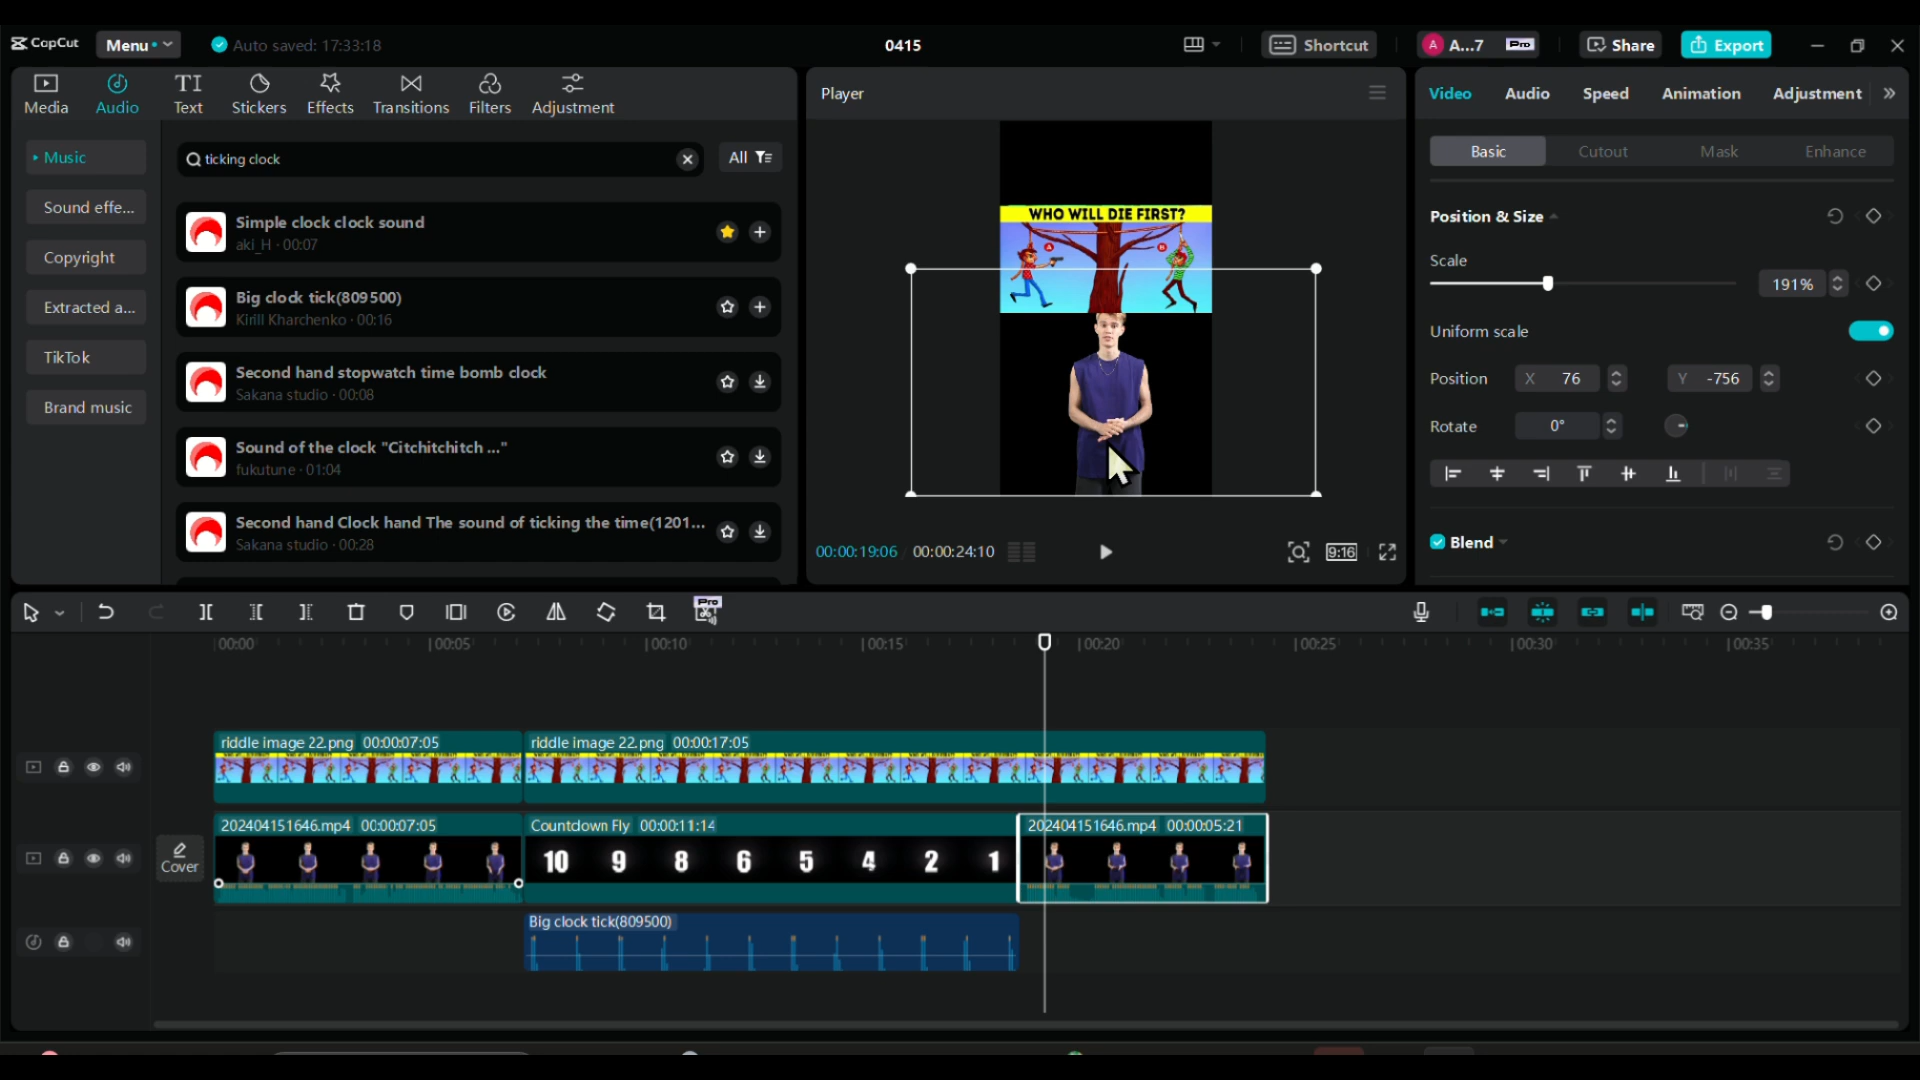 CapCut
Menu
Auto saved: 17:33:18
0415
Shortcut
A A...7
Pro
Share
Export
Media
Audio
Text
Stickers
Effects
Transitions
Filters
Adjustment
Music
Sound effe...
Copyright
Extracted a...
TikTok
Brand music
ticking clock
All
Simple clock clock sound
aki_H · 00:07
Big clock tick(809500)
Kirill Kharchenko · 00:16
Second hand stopwatch time bomb clock
Sakana studio · 00:08
Sound of the clock "Citchitchitch ..."
fukutune · 01:04
Second hand Clock hand The sound of ticking the time(1201...
Sakana studio · 00:28
Player
WHO WILL DIE FIRST?
A
B
00:00:19:06 / 00:00:24:10
9:16
Video
Audio
Speed
Animation
Adjustment
Basic
Cutout
Mask
Enhance
Position & Size
Scale
191%
Uniform scale
Position
X 76
Y -756
Rotate
0°
Blend
Pro
00:00
00:05
00:10
00:15
00:20
00:25
00:30
00:35
riddle image 22.png 00:00:07:05
riddle image 22.png 00:00:17:05
Cover
202404151646.mp4 00:00:07:05
Countdown Fly 00:00:11:14
10 9 8 6 5 4 2 1
202404151646.mp4 00:00:05:21
Big clock tick(809500)